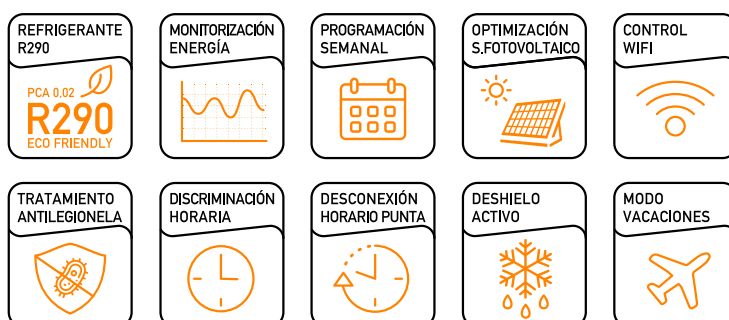 REFRIGERANTE
R290
PCA 0.02
R290
ECO FRIENDLY
MONITORIZACIÓN
ENERGÍA
PROGRAMACIÓN
SEMANAL
OPTIMIZACIÓN
S.FOTOVOLTAICO
CONTROL
WIFI
TRATAMIENTO
ANTILEGIONELA
DISCRIMINACIÓN
HORARIA
DESCONEXIÓN
HORARIO PUNTA
DESHIELO
ACTIVO
MODO
VACACIONES